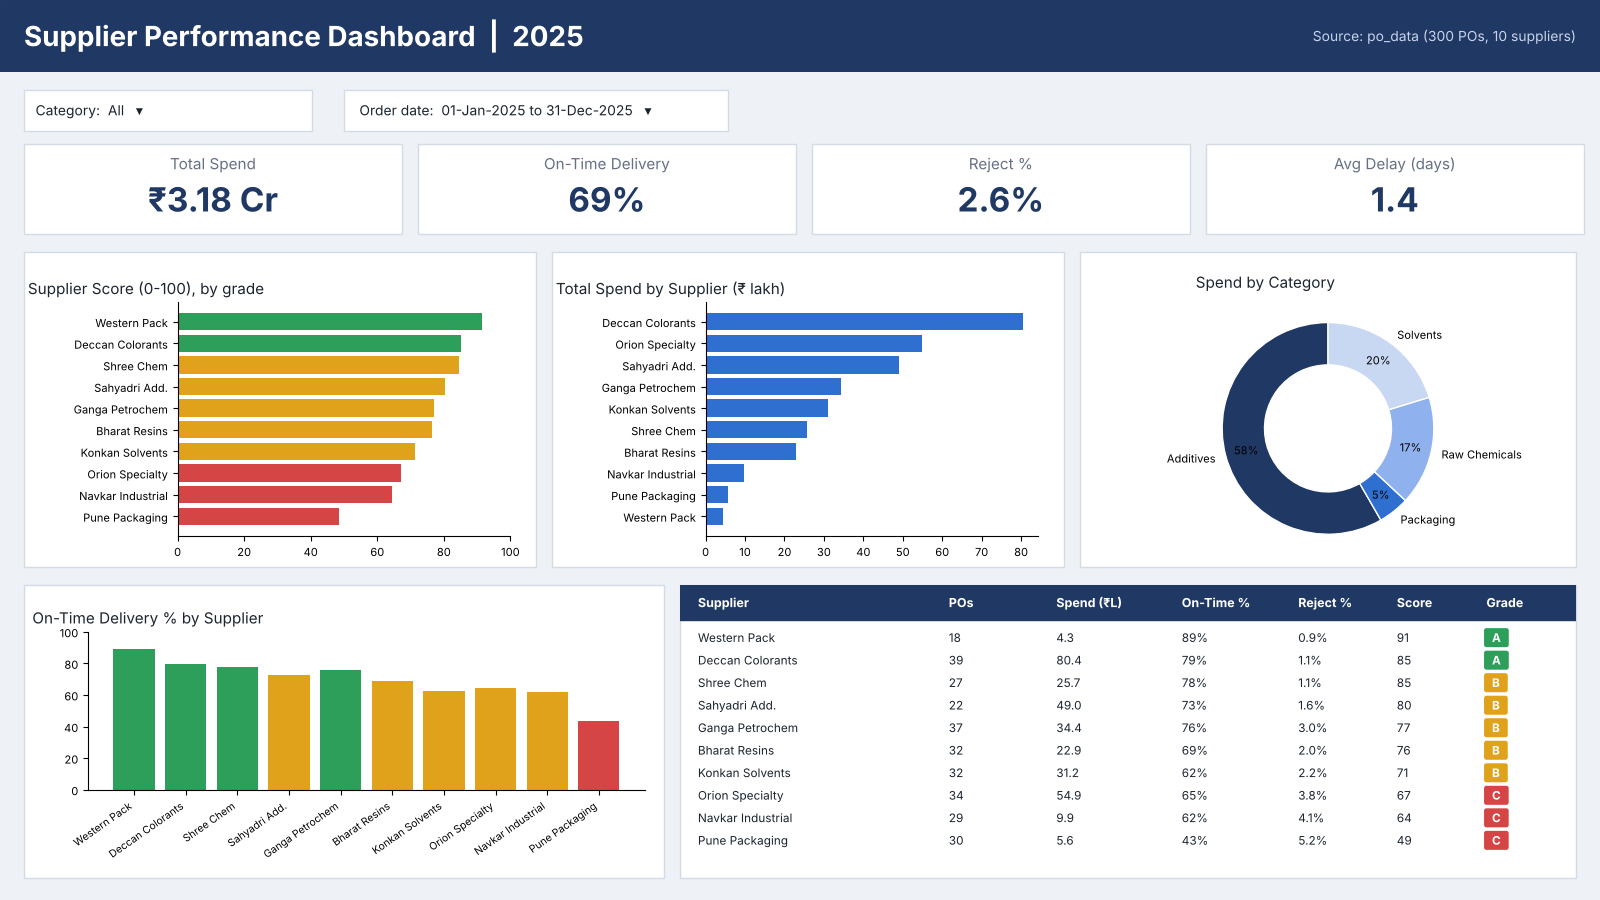 Supplier Performance Dashboard | 2025
Source: po_data (300 POs, 10 suppliers)
Category: All ▼
Order date: 01-Jan-2025 to 31-Dec-2025 ▼
Total Spend
₹3.18 Cr
On-Time Delivery
69%
Reject %
2.6%
Avg Delay (days)
1.4
Supplier Score (0-100), by grade
Western Pack
Deccan Colorants
Shree Chem
Sahyadri Add.
Ganga Petrochem
Bharat Resins
Konkan Solvents
Orion Specialty
Navkar Industrial
Pune Packaging
0 20 40 60 80 100
Total Spend by Supplier (₹ lakh)
Deccan Colorants
Orion Specialty
Sahyadri Add.
Ganga Petrochem
Konkan Solvents
Shree Chem
Bharat Resins
Navkar Industrial
Pune Packaging
Western Pack
0 10 20 30 40 50 60 70 80
Spend by Category
Solvents
20%
Raw Chemicals
17%
Packaging
5%
Additives
58%
On-Time Delivery % by Supplier
100
80
60
40
20
0
Western Pack
Deccan Colorants
Shree Chem
Sahyadri Add.
Ganga Petrochem
Bharat Resins
Konkan Solvents
Orion Specialty
Navkar Industrial
Pune Packaging
Supplier POs Spend (₹L) On-Time % Reject % Score Grade
Western Pack 18 4.3 89% 0.9% 91 A
Deccan Colorants 39 80.4 79% 1.1% 85 A
Shree Chem 27 25.7 78% 1.1% 85 B
Sahyadri Add. 22 49.0 73% 1.6% 80 B
Ganga Petrochem 37 34.4 76% 3.0% 77 B
Bharat Resins 32 22.9 69% 2.0% 76 B
Konkan Solvents 32 31.2 62% 2.2% 71 B
Orion Specialty 34 54.9 65% 3.8% 67 C
Navkar Industrial 29 9.9 62% 4.1% 64 C
Pune Packaging 30 5.6 43% 5.2% 49 C